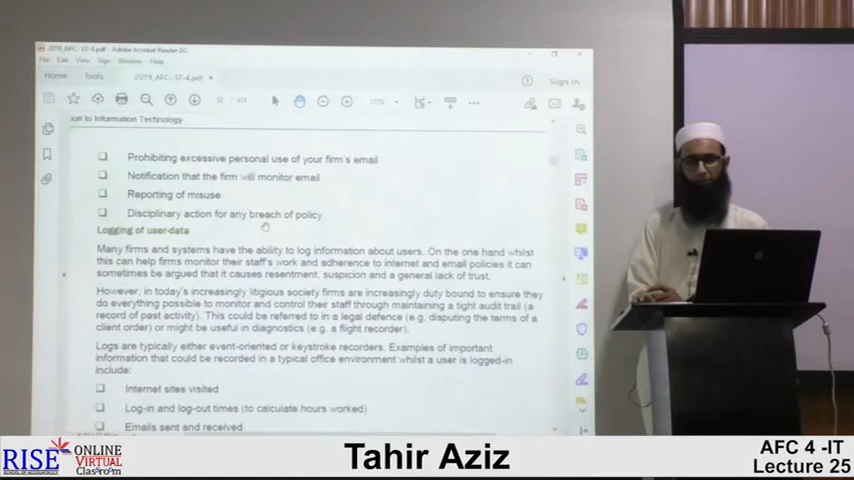 2019_AFC- ST-4.pdf - Adobe Acrobat Reader DC
File Edit View Sign Window Help
Home Tools 2019_AFC- ST-4.pdf × Sign In
125%
ion to Information Technology
❑ Prohibiting excessive personal use of your firm's email
❑ Notification that the firm will monitor email
❑ Reporting of misuse
❑ Disciplinary action for any breach of policy
Logging of user-data
Many firms and systems have the ability to log information about users. On the one hand whilst
this can help firms monitor their staff's work and adherence to internet and email policies it can
sometimes be argued that it causes resentment, suspicion and a general lack of trust.
However, in today's increasingly litigious society firms are increasingly duty bound to ensure they
do everything possible to monitor and control their staff through maintaining a tight audit trail (a
record of past activity). This could be referred to in a legal defence (e.g. disputing the terms of a
client order) or might be useful in diagnostics (e.g. a flight recorder).
Logs are typically either event-oriented or keystroke recorders. Examples of important
information that could be recorded in a typical office environment whilst a user is logged-in
include:
❑ Internet sites visited
❑ Log-in and log-out times (to calculate hours worked)
❑ Emails sent and received
RISE
SCHOOL OF ACCOUNTANCY
ONLINE
VIRTUAL
Classroom
Tahir Aziz
AFC 4 -IT
Lecture 25